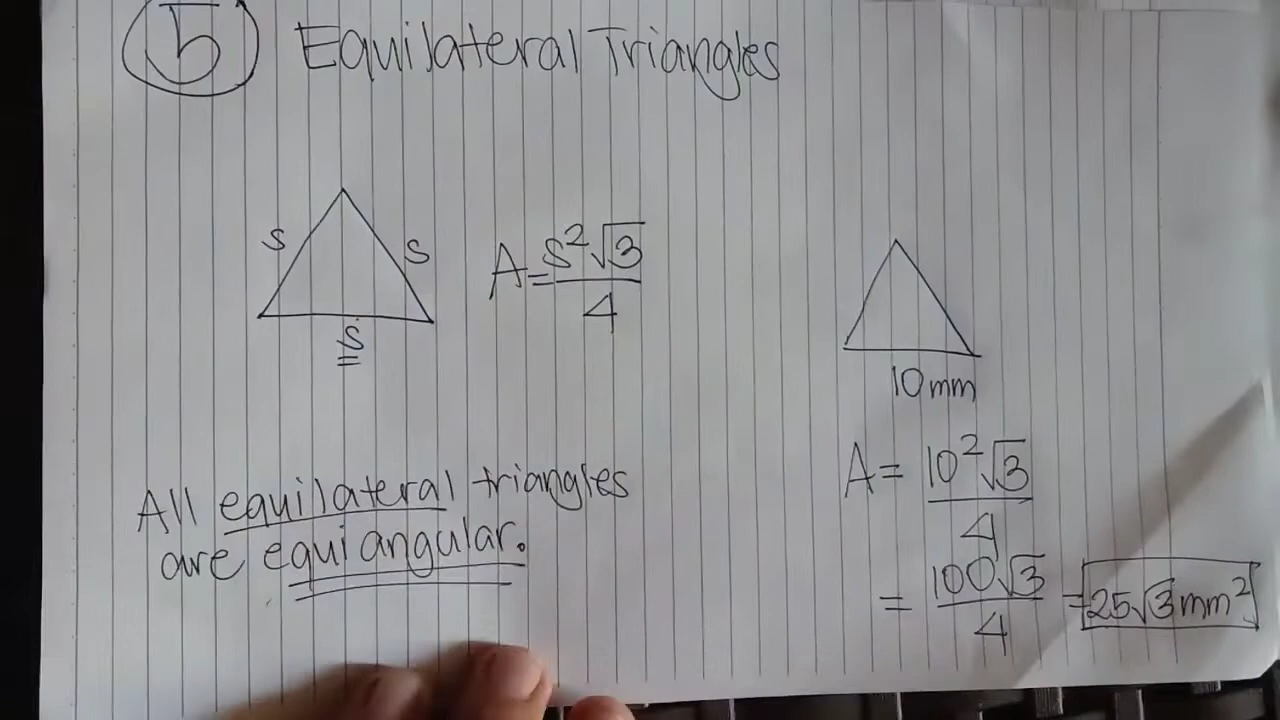 5 Equilateral Triangles
s s
s
A = s²√3 / 4
All equilateral triangles
are equiangular.
10mm
A = 10²√3 / 4
= 100√3 / 4 = 25√3 mm²